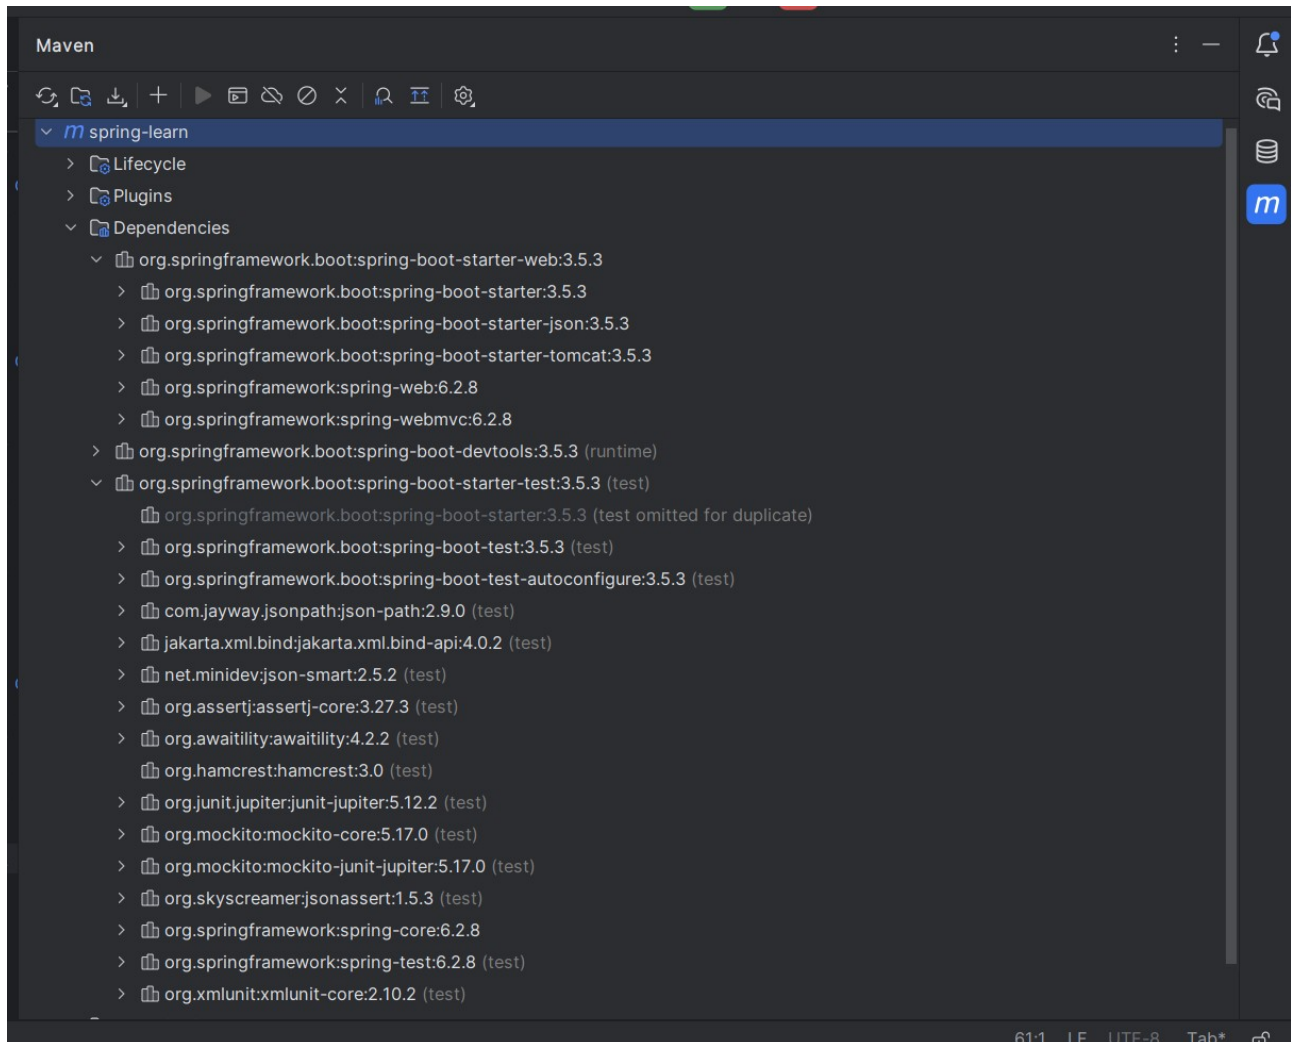 Maven
m spring-learn
Lifecycle
Plugins
Dependencies
org.springframework.boot:spring-boot-starter-web:3.5.3
org.springframework.boot:spring-boot-starter:3.5.3
org.springframework.boot:spring-boot-starter-json:3.5.3
org.springframework.boot:spring-boot-starter-tomcat:3.5.3
org.springframework:spring-web:6.2.8
org.springframework:spring-webmvc:6.2.8
org.springframework.boot:spring-boot-devtools:3.5.3 (runtime)
org.springframework.boot:spring-boot-starter-test:3.5.3 (test)
org.springframework.boot:spring-boot-starter:3.5.3 (test omitted for duplicate)
org.springframework.boot:spring-boot-test:3.5.3 (test)
org.springframework.boot:spring-boot-test-autoconfigure:3.5.3 (test)
com.jayway.jsonpath:json-path:2.9.0 (test)
jakarta.xml.bind:jakarta.xml.bind-api:4.0.2 (test)
net.minidev:json-smart:2.5.2 (test)
org.assertj:assertj-core:3.27.3 (test)
org.awaitility:awaitility:4.2.2 (test)
org.hamcrest:hamcrest:3.0 (test)
org.junit.jupiter:junit-jupiter:5.12.2 (test)
org.mockito:mockito-core:5.17.0 (test)
org.mockito:mockito-junit-jupiter:5.17.0 (test)
org.skyscreamer:jsonassert:1.5.3 (test)
org.springframework:spring-core:6.2.8
org.springframework:spring-test:6.2.8 (test)
org.xmlunit:xmlunit-core:2.10.2 (test)
m
61:1 LF UTF-8 Tab*